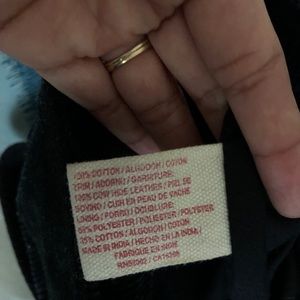 100% COTTON / ALGODON / COTON
TRIM / ADORNO / GARNITURE:
100% COW HIDE LEATHER / PIEL DE
BOVINO / CUIR EN PEAU DE VACHE
LINING / FORRO / DOUBLURE:
65% POLYESTER / POLIESTER / POLYESTER
35% COTTON / ALGODON / COTON
MADE IN INDIA / HECHO EN LA INDIA /
FABRIQUE EN INDE